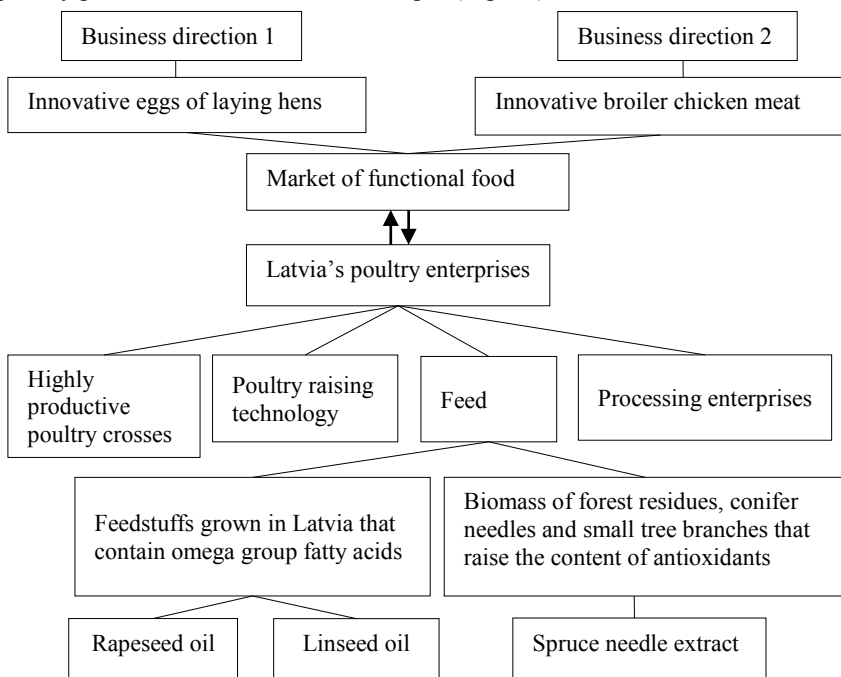 Business direction 1
Business direction 2
Innovative eggs of laying hens
Innovative broiler chicken meat
Market of functional food
Latvia's poultry enterprises
Highly
productive
poultry crosses
Poultry raising
technology
Feed
Processing enterprises
Feedstuffs grown in Latvia that
contain omega group fatty acids
Biomass of forest residues, conifer
needles and small tree branches that
raise the content of antioxidants
Rapeseed oil
Linseed oil
Spruce needle extract